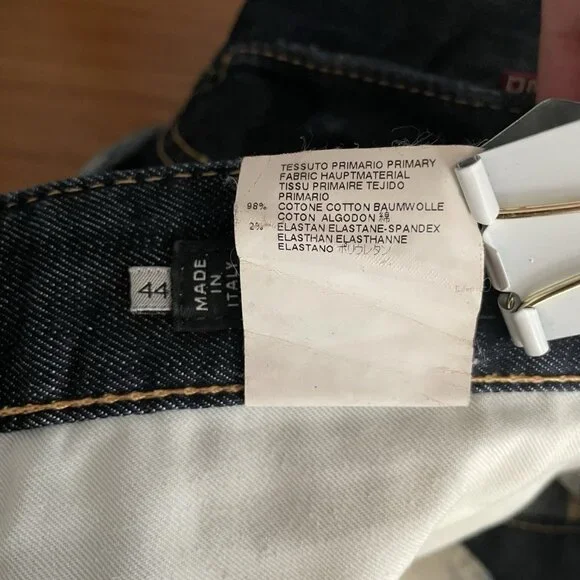 TESSUTO PRIMARIO PRIMARY
FABRIC HAUPTMATERIAL
TISSU PRIMAIRE TEJIDO
PRIMARIO
98% COTONE COTTON BAUMWOLLE
COTON ALGODON 綿
2% ELASTAN ELASTANE-SPANDEX
ELASTHAN ELASTHANNE
ELASTANO ポリウレタン
44
MADE
IN
ITALY